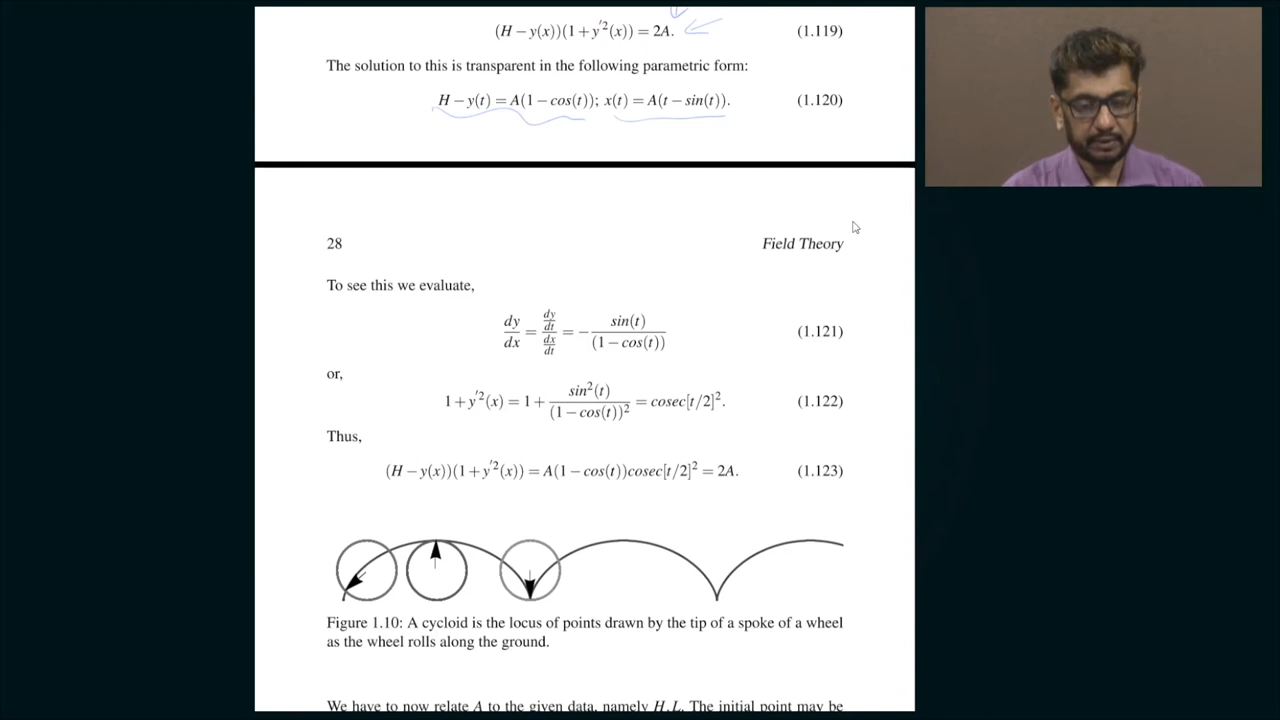 (H − y(x))(1 + y′²(x)) = 2A. (1.119)
The solution to this is transparent in the following parametric form:
H − y(t) = A(1 − cos(t)); x(t) = A(t − sin(t)). (1.120)
28 Field Theory
To see this we evaluate,
dy/dx = (dy/dt)/(dx/dt) = − sin(t)/(1 − cos(t)) (1.121)
or,
1 + y′²(x) = 1 + sin²(t)/(1 − cos(t))² = cosec[t/2]². (1.122)
Thus,
(H − y(x))(1 + y′²(x)) = A(1 − cos(t))cosec[t/2]² = 2A. (1.123)
Figure 1.10: A cycloid is the locus of points drawn by the tip of a spoke of a wheel
as the wheel rolls along the ground.
We have to now relate A to the given data, namely H, L. The initial point may be